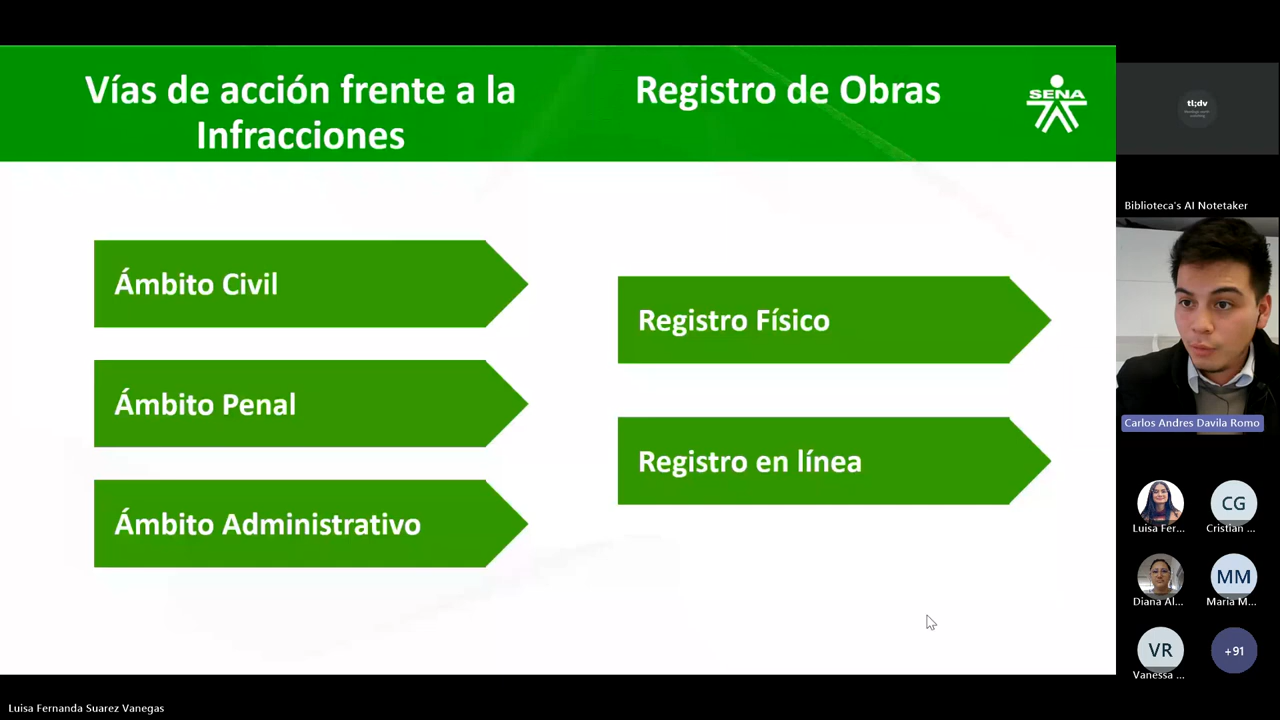 Vías de acción frente a la
Infracciones
Registro de Obras
SENA
Ámbito Civil
Ámbito Penal
Ámbito Administrativo
Registro Físico
Registro en línea
tl;dv
Biblioteca's AI Notetaker
Carlos Andres Davila Romo
CG
Luisa Fer...
Cristian ...
MM
Diana Al...
Maria M...
VR
+91
Vanessa ...
Luisa Fernanda Suarez Vanegas